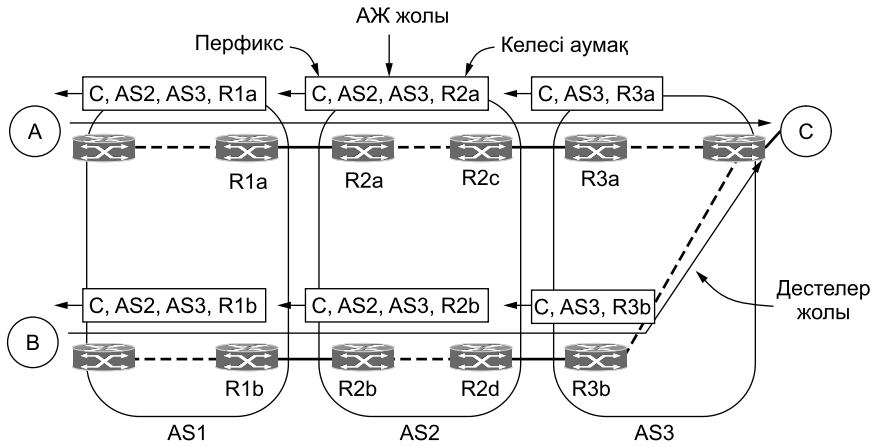 АЖ жолы
Перфикс
Келесі аумақ
C, AS2, AS3, R1a
C, AS2, AS3, R2a
C, AS3, R3a
A
C
R1a
R2a
R2c
R3a
C, AS2, AS3, R1b
C, AS2, AS3, R2b
C, AS3, R3b
Дестелер
жолы
B
R1b
R2b
R2d
R3b
AS1
AS2
AS3